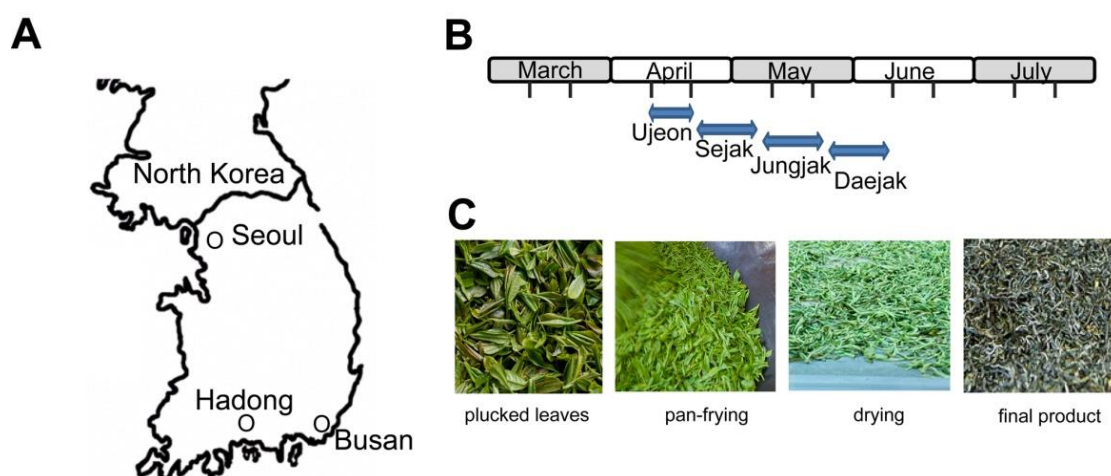 A
North Korea
Seoul
Hadong
Busan
B
March April May June July
Ujeon
Sejak
Jungjak
Daejak
C
plucked leaves pan-frying drying final product